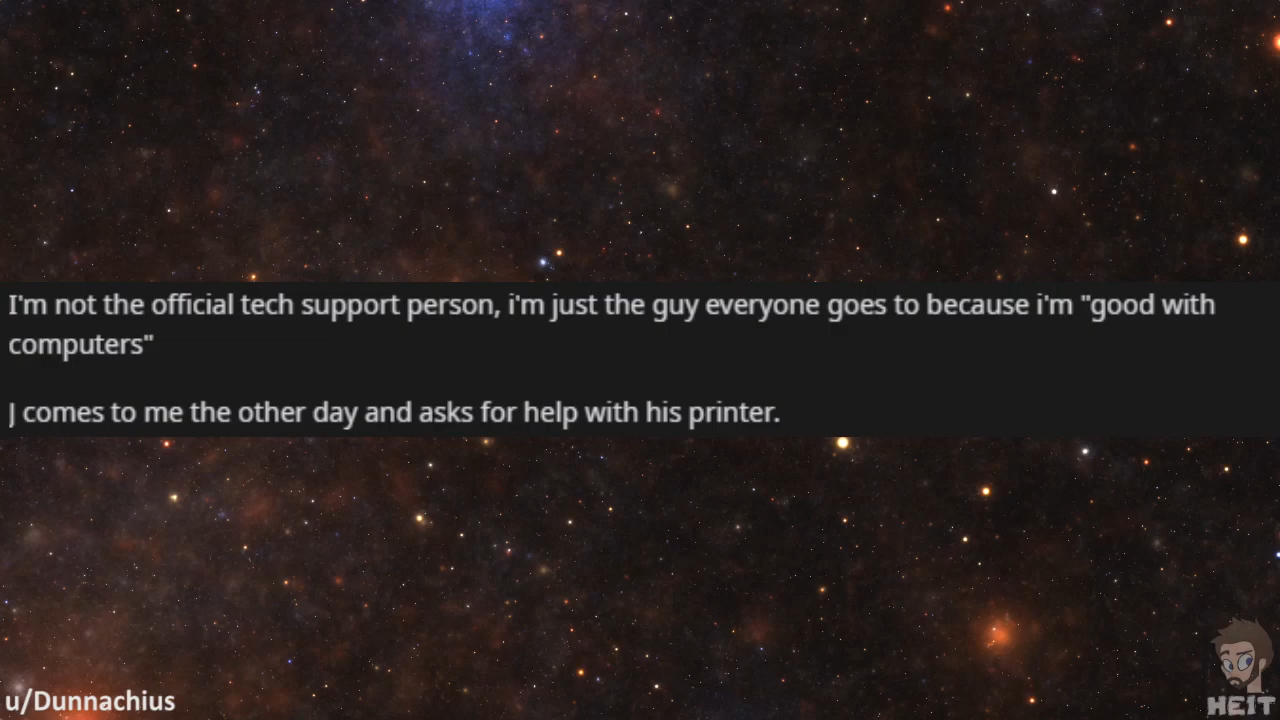 I'm not the official tech support person, i'm just the guy everyone goes to because i'm "good with
computers"
J comes to me the other day and asks for help with his printer.
u/Dunnachius
HEIT